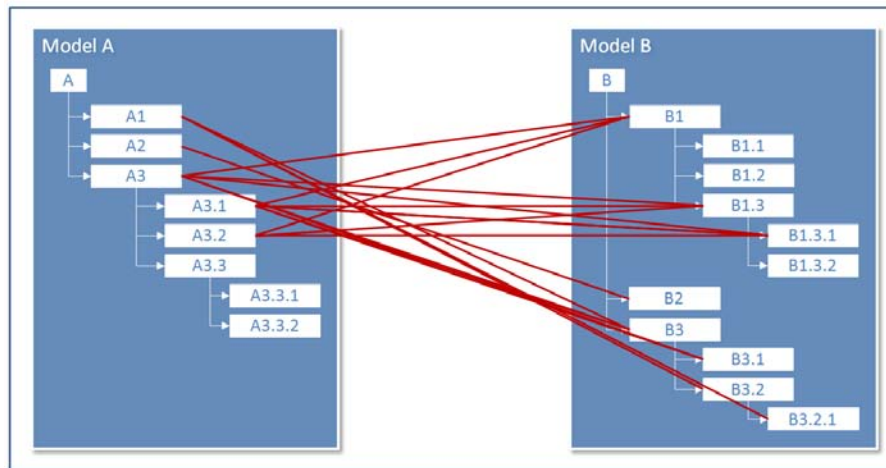 Model A
A
A1
A2
A3
A3.1
A3.2
A3.3
A3.3.1
A3.3.2
Model B
B
B1
B1.1
B1.2
B1.3
B1.3.1
B1.3.2
B2
B3
B3.1
B3.2
B3.2.1